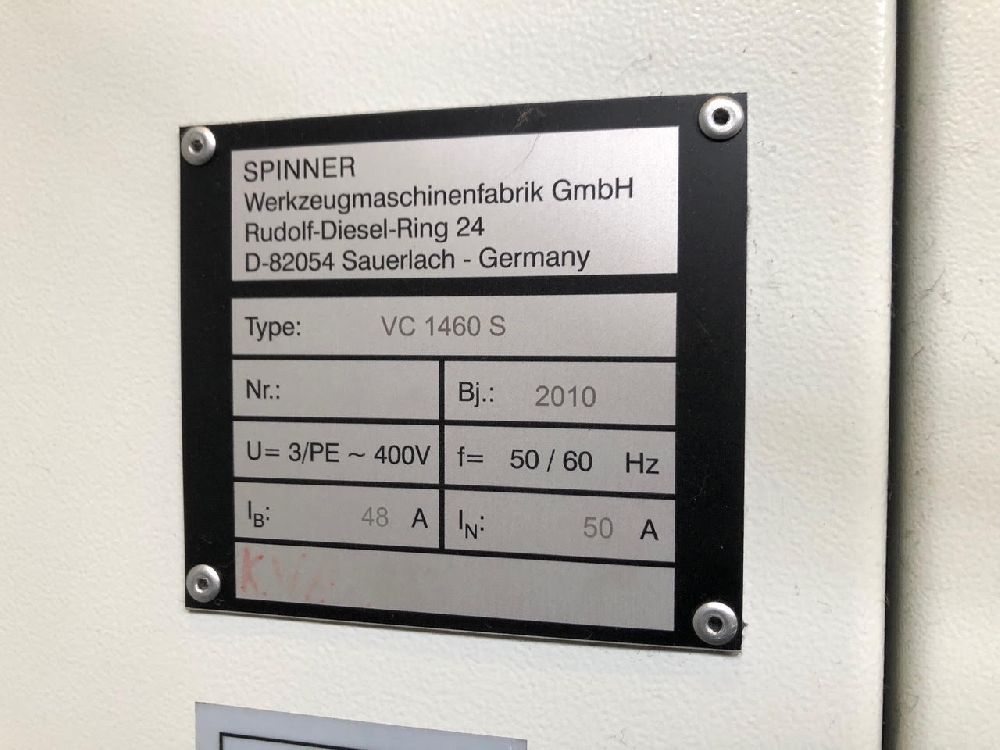 SPINNER
Werkzeugmaschinenfabrik GmbH
Rudolf-Diesel-Ring 24
D-82054 Sauerlach - Germany
Type: VC 1460 S
Nr.:
Bj.: 2010
U= 3/PE ~ 400V
f= 50 / 60 Hz
IB: 48 A
IN: 50 A